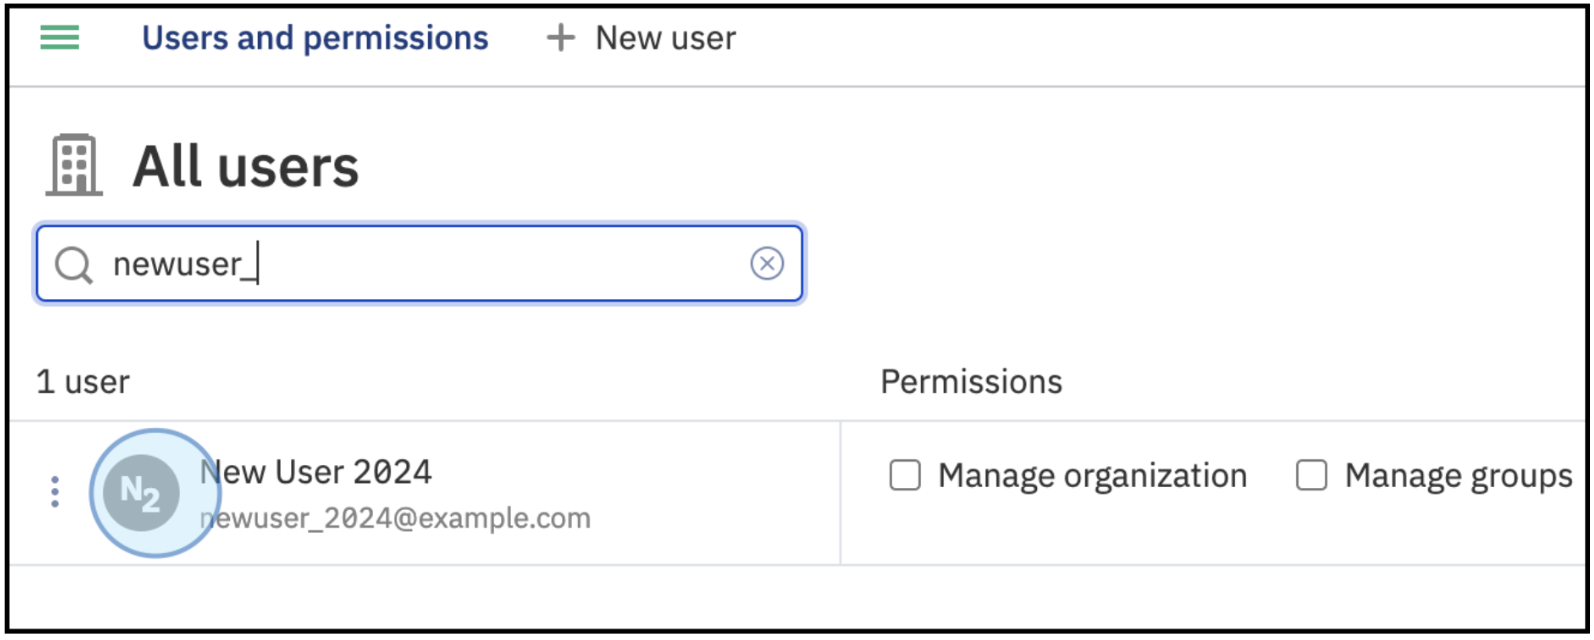 Users and permissions + New user
All users
newuser_
1 user Permissions
N2
New User 2024
newuser_2024@example.com
Manage organization Manage groups